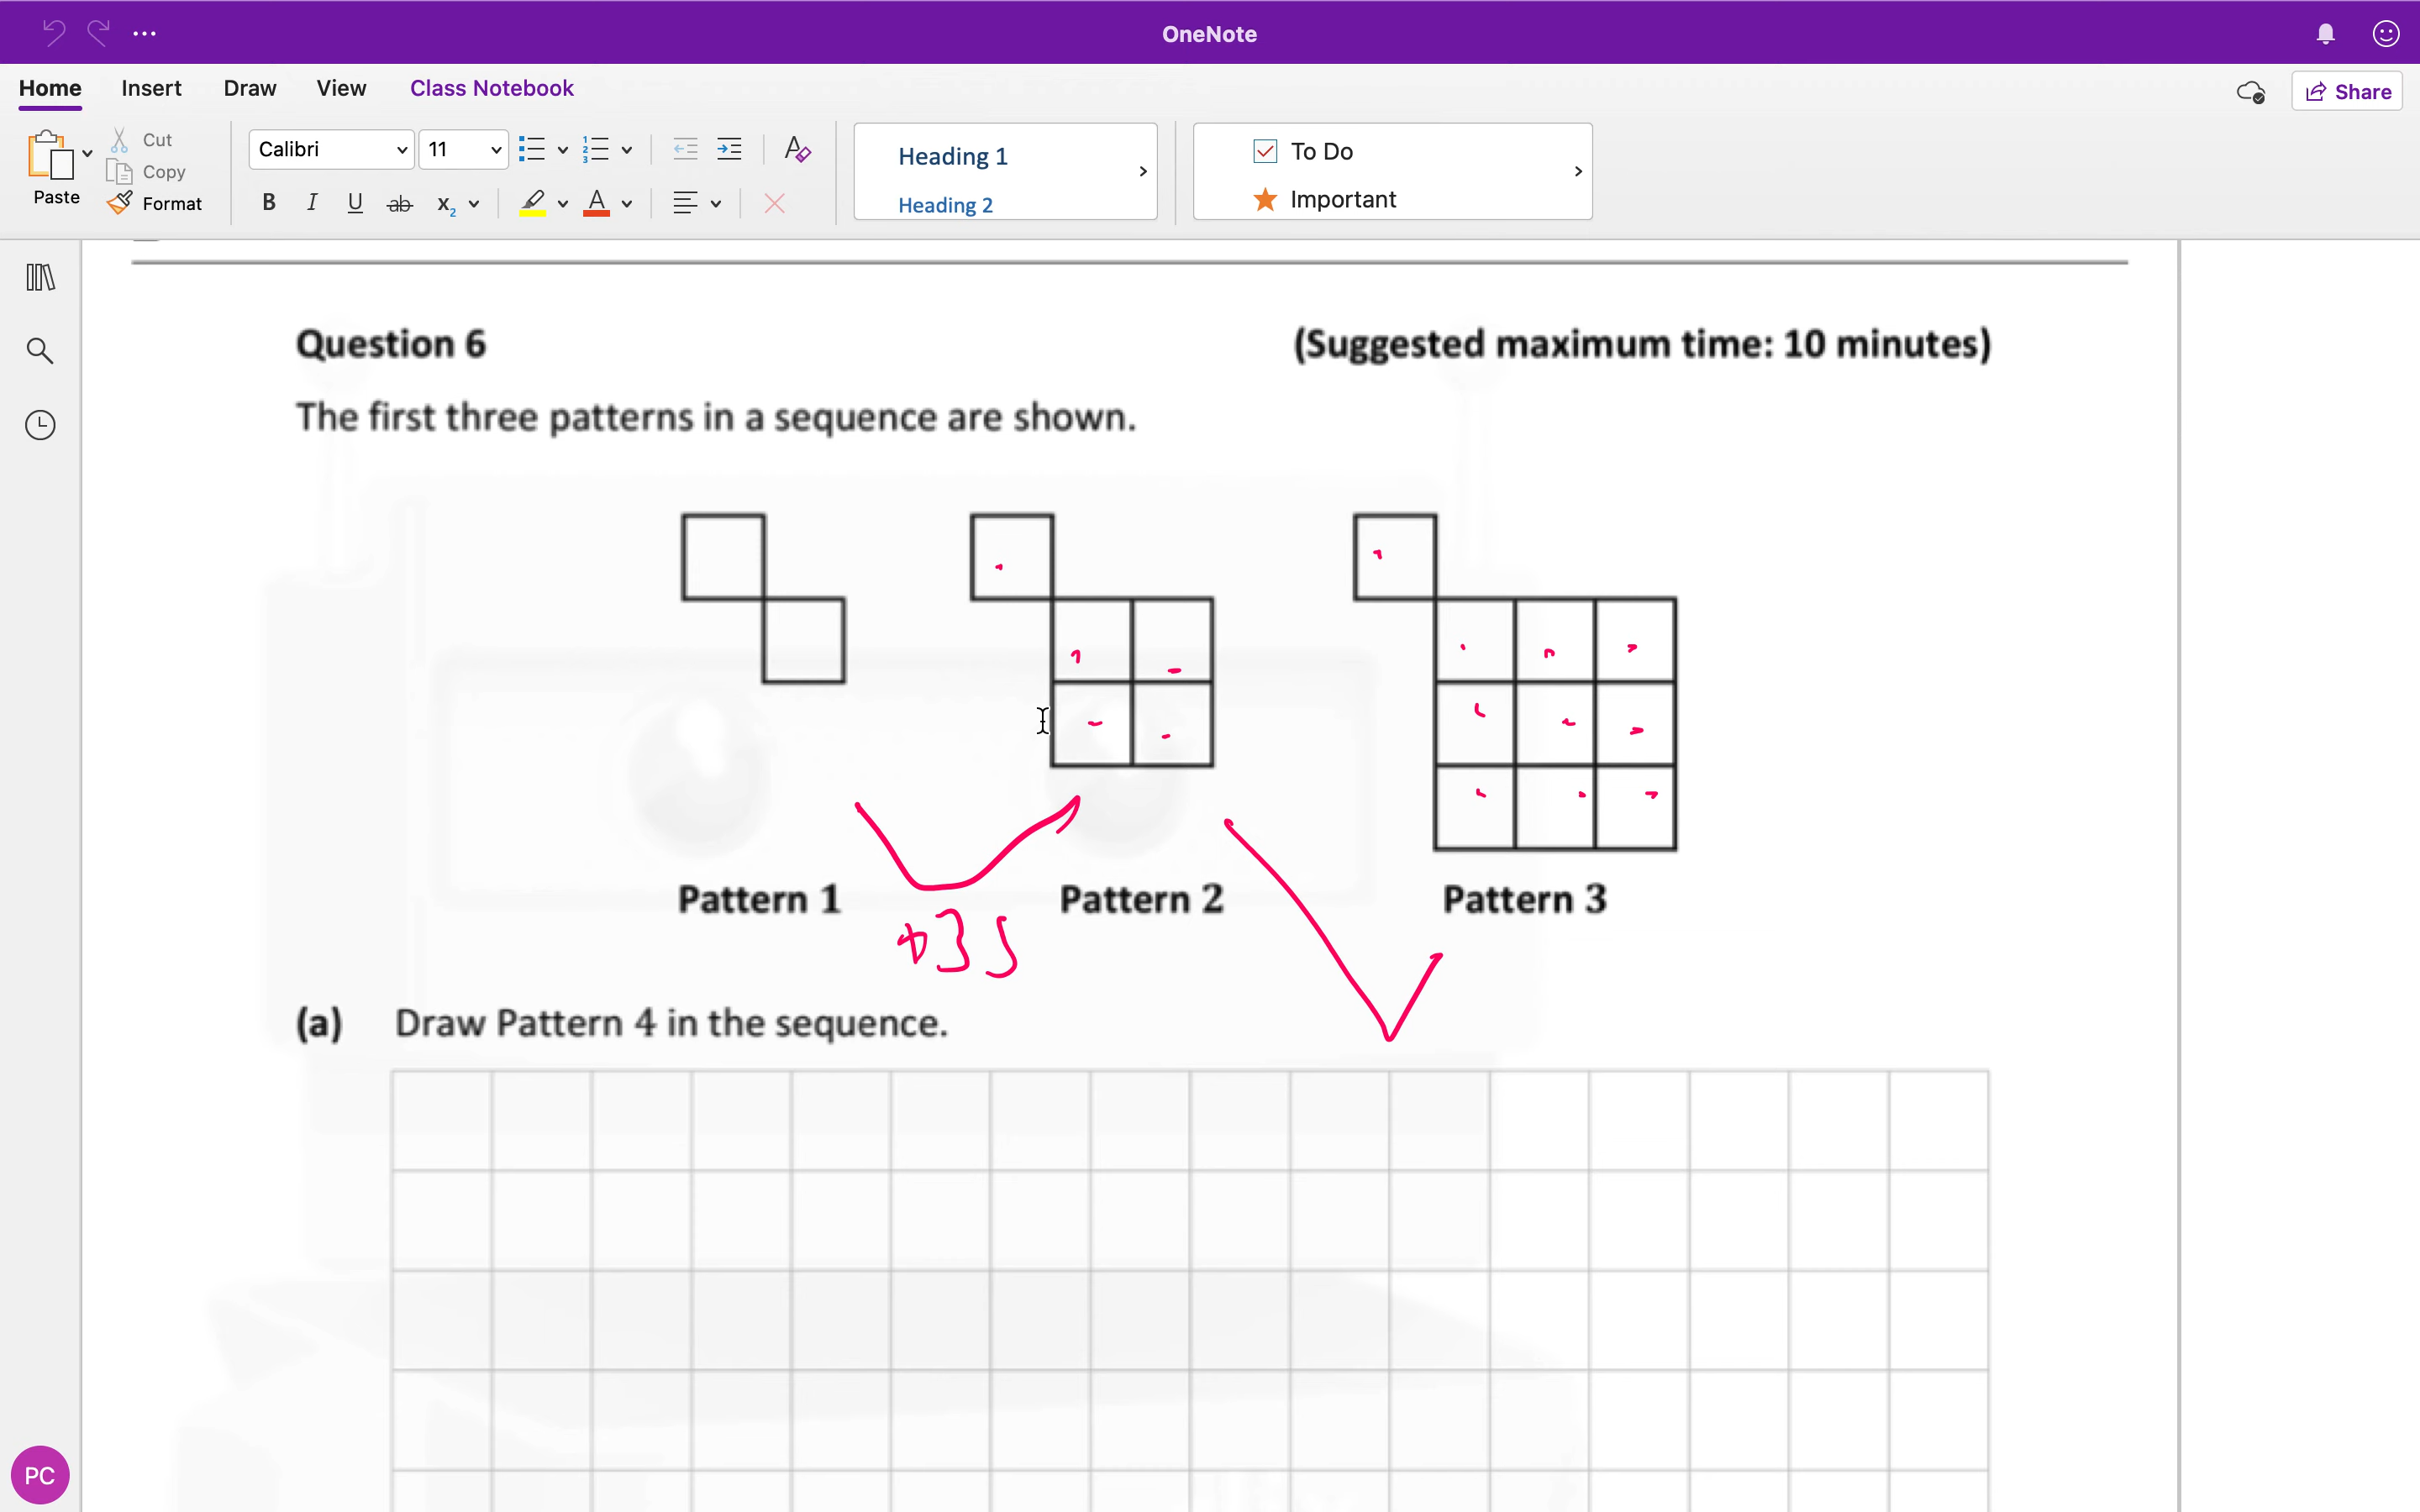 OneNote
Home Insert Draw View Class Notebook Share
Paste Cut Copy Format
Calibri 11
B I U ab x2 A
Heading 1
Heading 2
To Do
Important
Question 6 (Suggested maximum time: 10 minutes)
The first three patterns in a sequence are shown.
Pattern 1 Pattern 2 Pattern 3
+3
(a) Draw Pattern 4 in the sequence.
PC